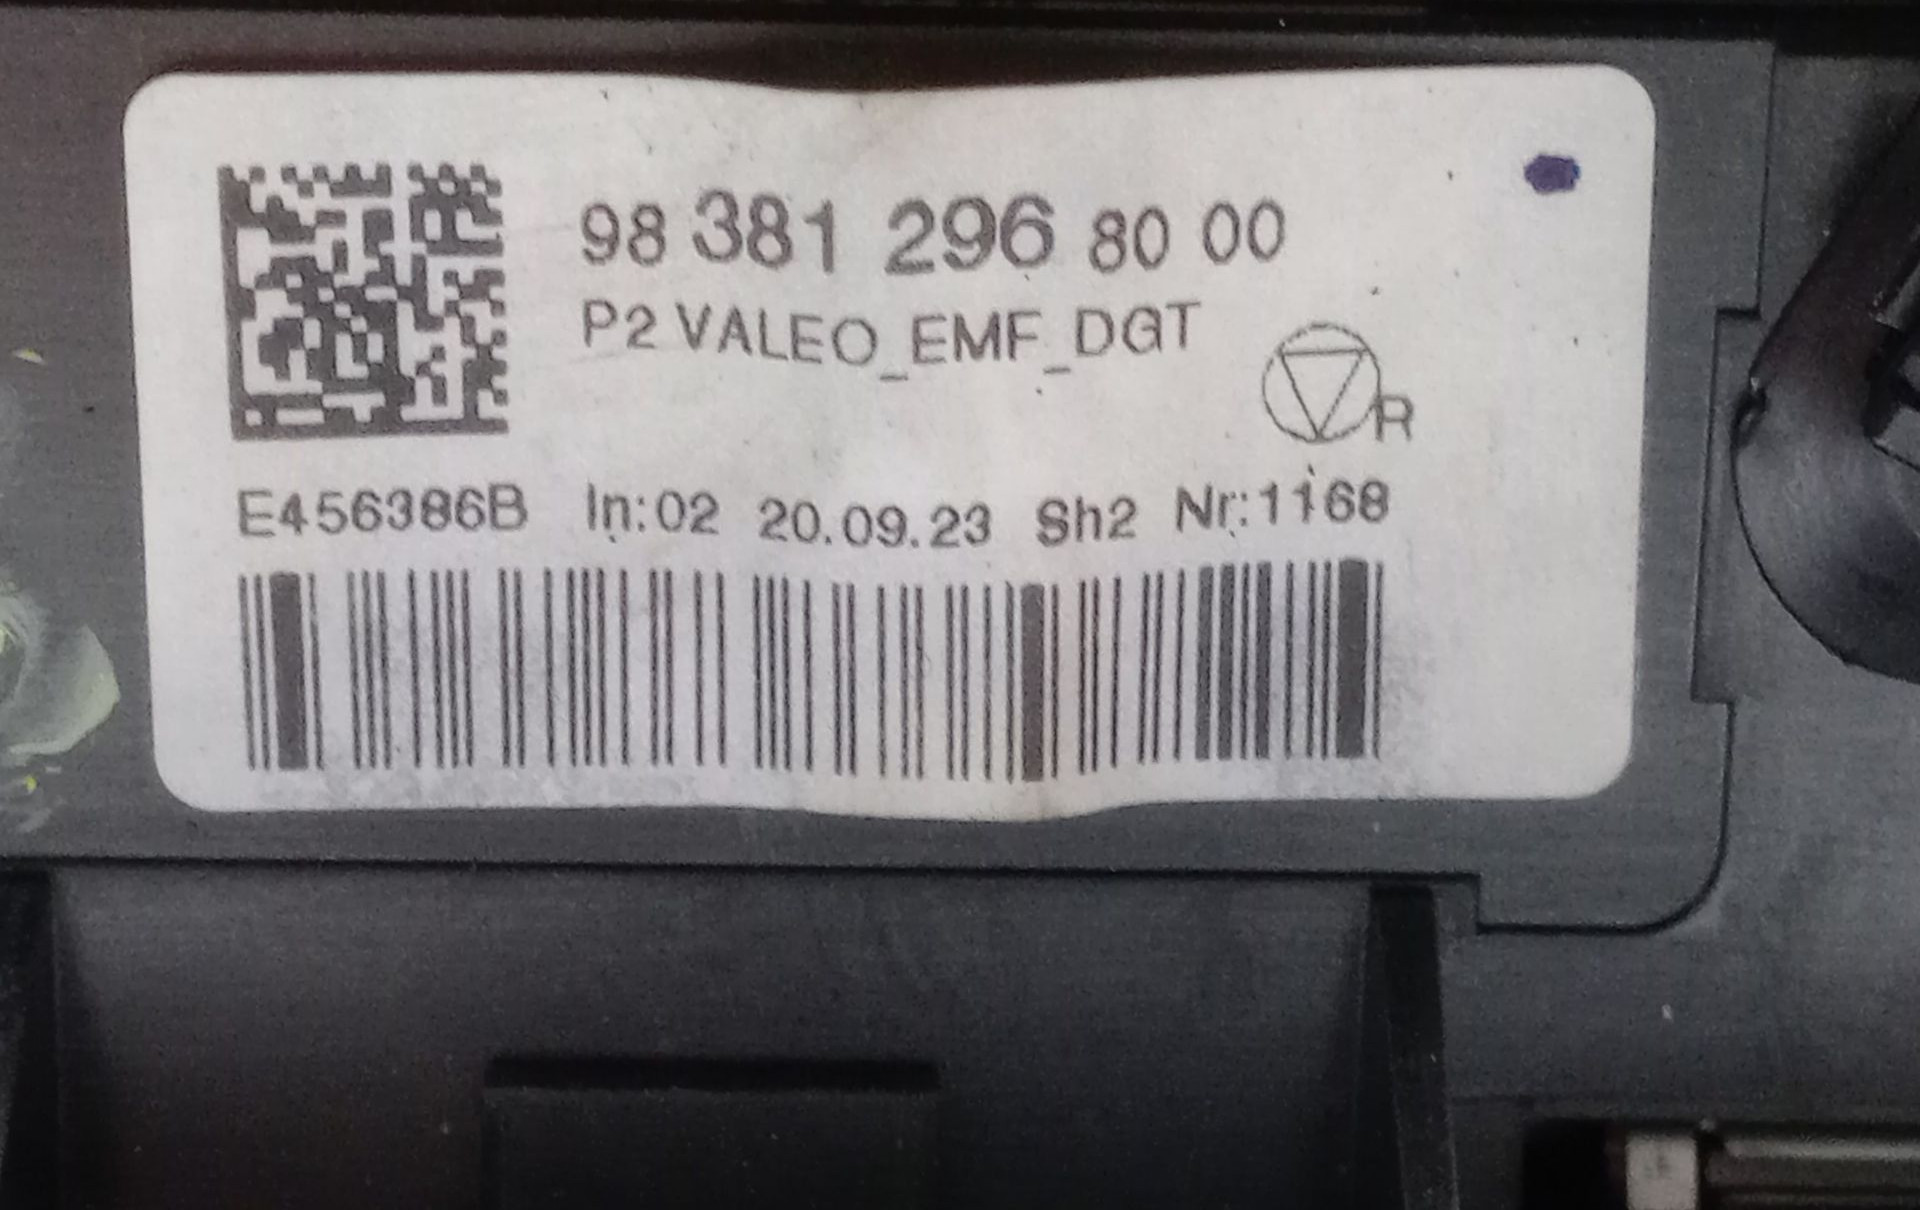 98 381 296 80 00
P2 VALEO_EMF_DGT
R
E456386B In:02 20.09.23 Sh2 Nr:1168